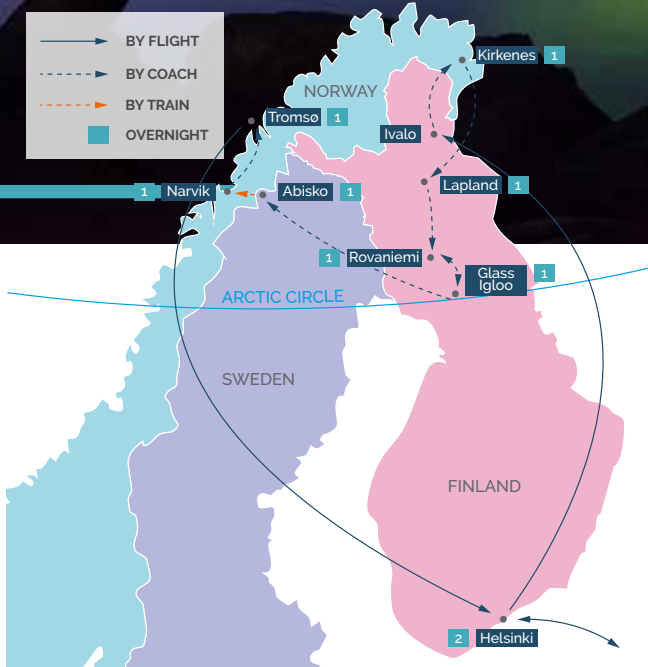 BY FLIGHT
BY COACH
BY TRAIN
OVERNIGHT
Kirkenes 1
NORWAY
Tromsø 1
Ivalo
1 Narvik
Abisko 1
Lapland 1
1 Rovaniemi
Glass
Igloo
1
ARCTIC CIRCLE
SWEDEN
FINLAND
2 Helsinki